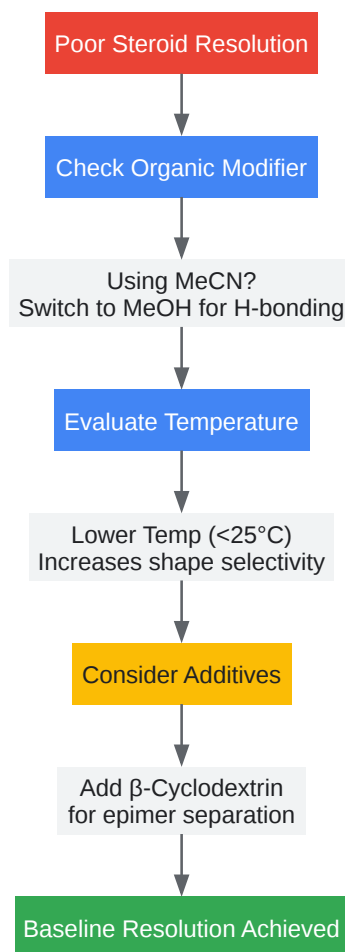 Poor Steroid Resolution
Check Organic Modifier
Using MeCN?
Switch to MeOH for H-bonding
Evaluate Temperature
Lower Temp (<25°C)
Increases shape selectivity
Consider Additives
Add β-Cyclodextrin
for epimer separation
Baseline Resolution Achieved